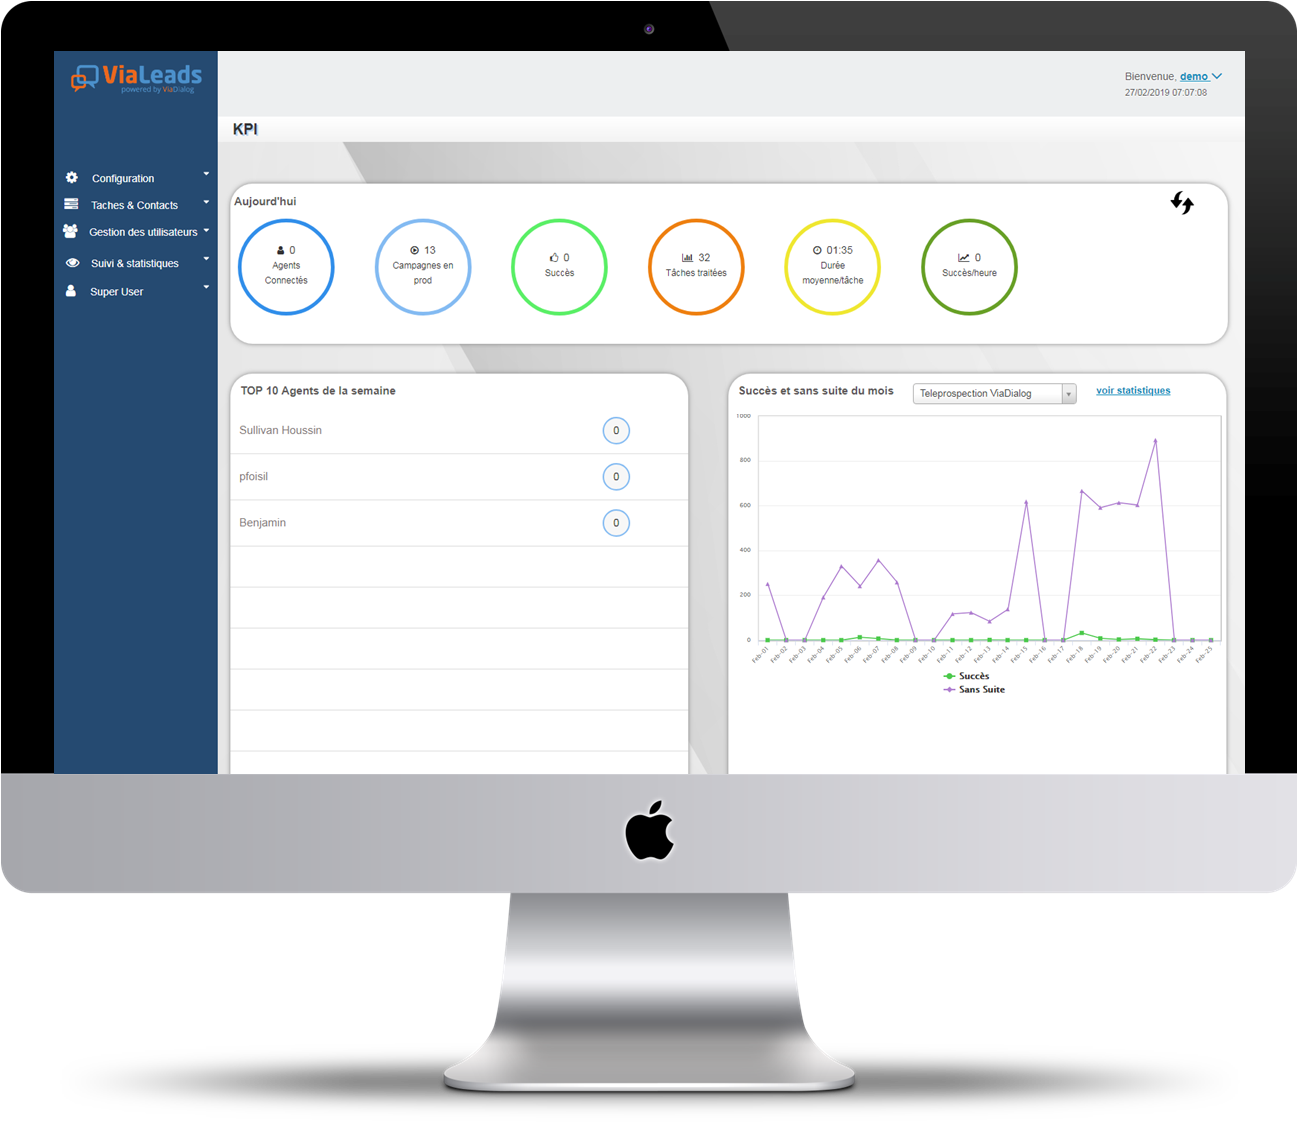 ViaLeads
powered by ViaDialog
Bienvenue, demo
27/02/2019 07:07:08
KPI
Configuration
Taches & Contacts
Gestion des utilisateurs
Suivi & statistiques
Super User
Aujourd'hui
0
Agents
Connectés
13
Campagnes en
prod
0
Succès
32
Tâches traitées
01:35
Durée
moyenne/tâche
0
Succès/heure
TOP 10 Agents de la semaine
Sullivan Houssin 0
pfoisil 0
Benjamin 0
Succès et sans suite du mois
Teleprospection ViaDialog
voir statistiques
1000
800
600
400
200
0
Feb-01 Feb-02 Feb-03 Feb-04 Feb-05 Feb-06 Feb-07 Feb-08 Feb-09 Feb-10 Feb-11 Feb-12 Feb-13 Feb-14 Feb-15 Feb-16 Feb-17 Feb-18 Feb-19 Feb-20 Feb-21 Feb-22 Feb-23 Feb-24 Feb-25
Succès
Sans Suite